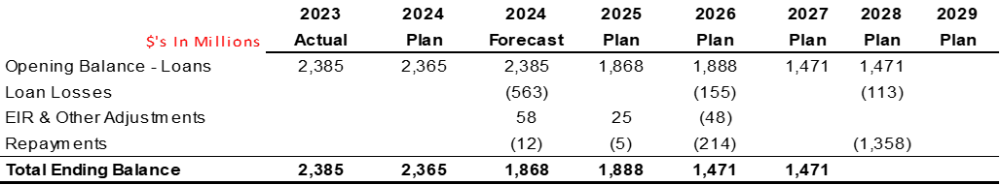 2023 2024 2024 2025 2026 2027 2028 2029
$'s In Millions Actual Plan Forecast Plan Plan Plan Plan Plan
Opening Balance - Loans 2,385 2,365 2,385 1,868 1,888 1,471 1,471
Loan Losses (563) (155) (113)
EIR & Other Adjustments 58 25 (48)
Repayments (12) (5) (214) (1,358)
Total Ending Balance 2,385 2,365 1,868 1,888 1,471 1,471